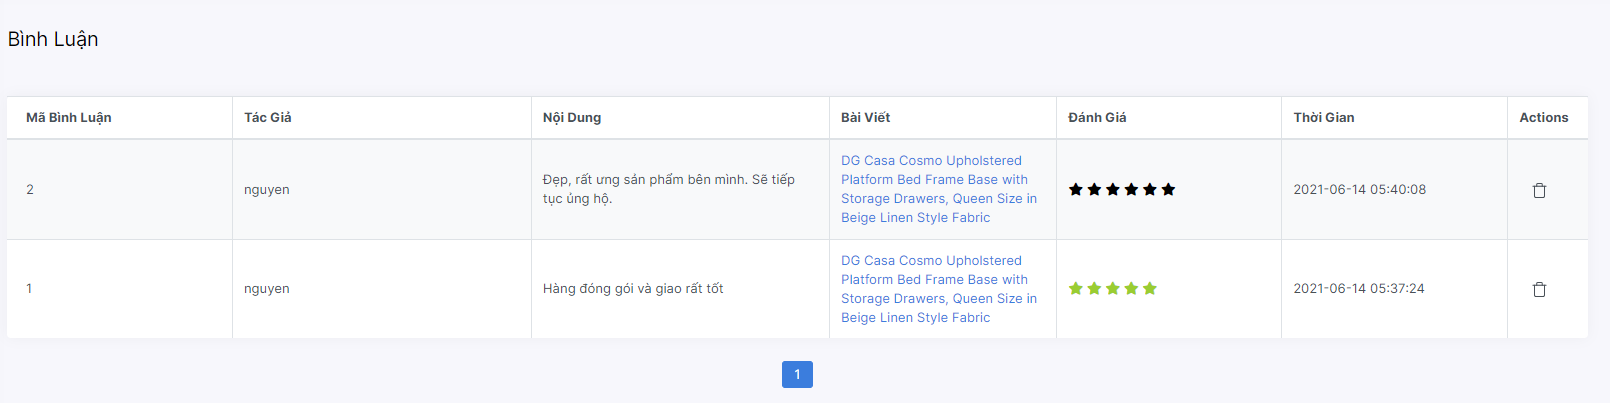 Bình Luận
Mã Bình Luận
Tác Giả
Nội Dung
Bài Viết
Đánh Giá
Thời Gian
Actions
2
nguyen
Đẹp, rất ưng sản phẩm bên mình. Sẽ tiếp
tục ủng hộ.
DG Casa Cosmo Upholstered
Platform Bed Frame Base with
Storage Drawers, Queen Size in
Beige Linen Style Fabric
2021-06-14 05:40:08
1
nguyen
Hàng đóng gói và giao rất tốt
DG Casa Cosmo Upholstered
Platform Bed Frame Base with
Storage Drawers, Queen Size in
Beige Linen Style Fabric
2021-06-14 05:37:24
1